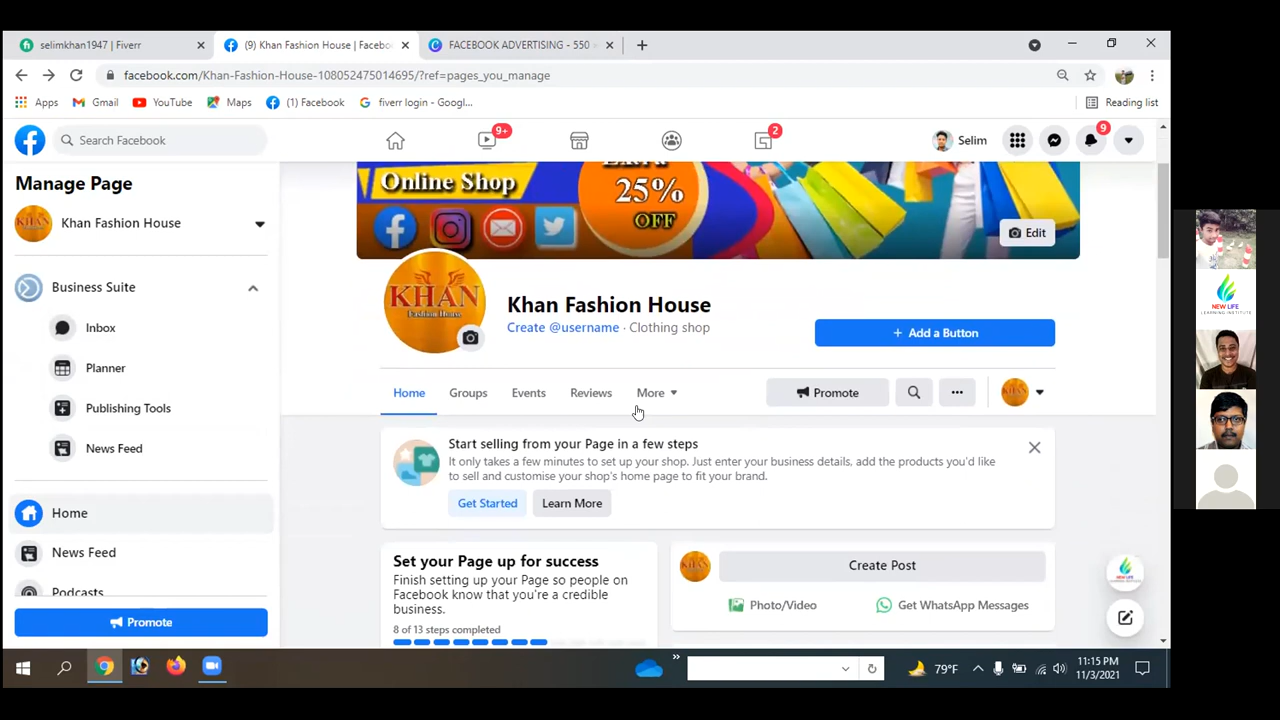 selimkhan1947 | Fiverr
(9) Khan Fashion House | Facebo
FACEBOOK ADVERTISING - 550
facebook.com/Khan-Fashion-House-108052475014695/?ref=pages_you_manage
Apps
Gmail
YouTube
Maps
(1) Facebook
fiverr login - Googl...
Reading list
Search Facebook
9+
2
Selim
9
Manage Page
Khan Fashion House
Business Suite
Inbox
Planner
Publishing Tools
News Feed
Home
News Feed
Podcasts
Promote
Online Shop
25%
OFF
Edit
KHAN
Fashion House
Khan Fashion House
Create @username · Clothing shop
+ Add a Button
Home
Groups
Events
Reviews
More
Promote
Start selling from your Page in a few steps
It only takes a few minutes to set up your shop. Just enter your business details, add the products you'd like
to sell and customise your shop's home page to fit your brand.
Get Started
Learn More
Set your Page up for success
Finish setting up your Page so people on
Facebook know that you're a credible
business.
8 of 13 steps completed
KHAN
Create Post
Photo/Video
Get WhatsApp Messages
NEW LIFE
LEARNING INSTITUTE
79°F
11:15 PM
11/3/2021